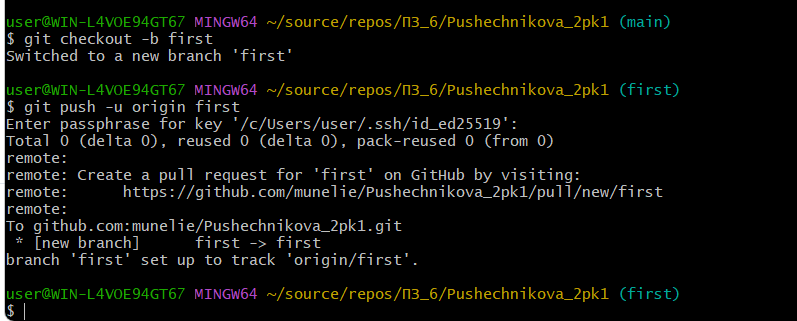 user@WIN-L4VOE94GT67 MINGW64 ~/source/repos/ПЗ_6/Pushechnikova_2pk1 (main)
$ git checkout -b first
Switched to a new branch 'first'
user@WIN-L4VOE94GT67 MINGW64 ~/source/repos/ПЗ_6/Pushechnikova_2pk1 (first)
$ git push -u origin first
Enter passphrase for key '/c/Users/user/.ssh/id_ed25519':
Total 0 (delta 0), reused 0 (delta 0), pack-reused 0 (from 0)
remote:
remote: Create a pull request for 'first' on GitHub by visiting:
remote:      https://github.com/munelie/Pushechnikova_2pk1/pull/new/first
remote:
To github.com:munelie/Pushechnikova_2pk1.git
 * [new branch]      first -> first
branch 'first' set up to track 'origin/first'.
user@WIN-L4VOE94GT67 MINGW64 ~/source/repos/ПЗ_6/Pushechnikova_2pk1 (first)
$